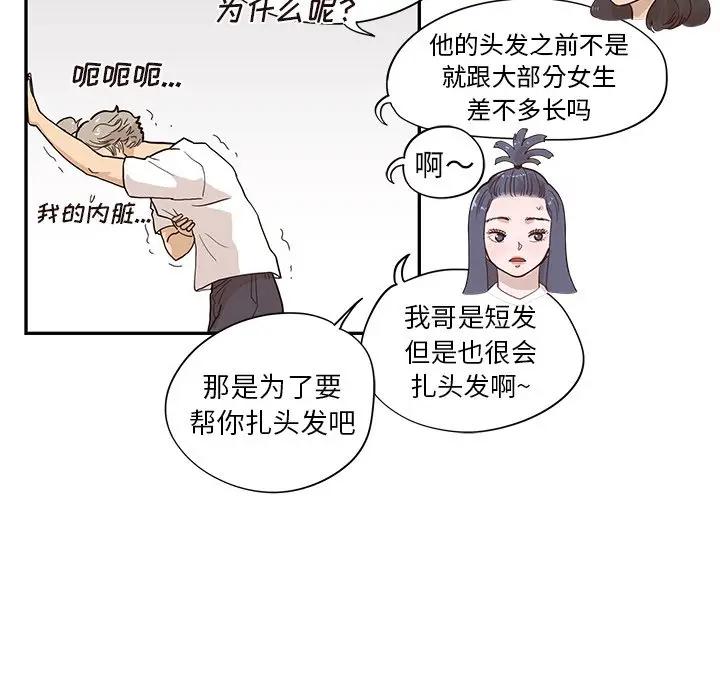 为什么呢？
他的头发之前不是
就跟大部分女生
差不多长吗
呃呃呃...
啊～
我的内脏...
我哥是短发
但是也很会
扎头发啊~
那是为了要
帮你扎头发吧